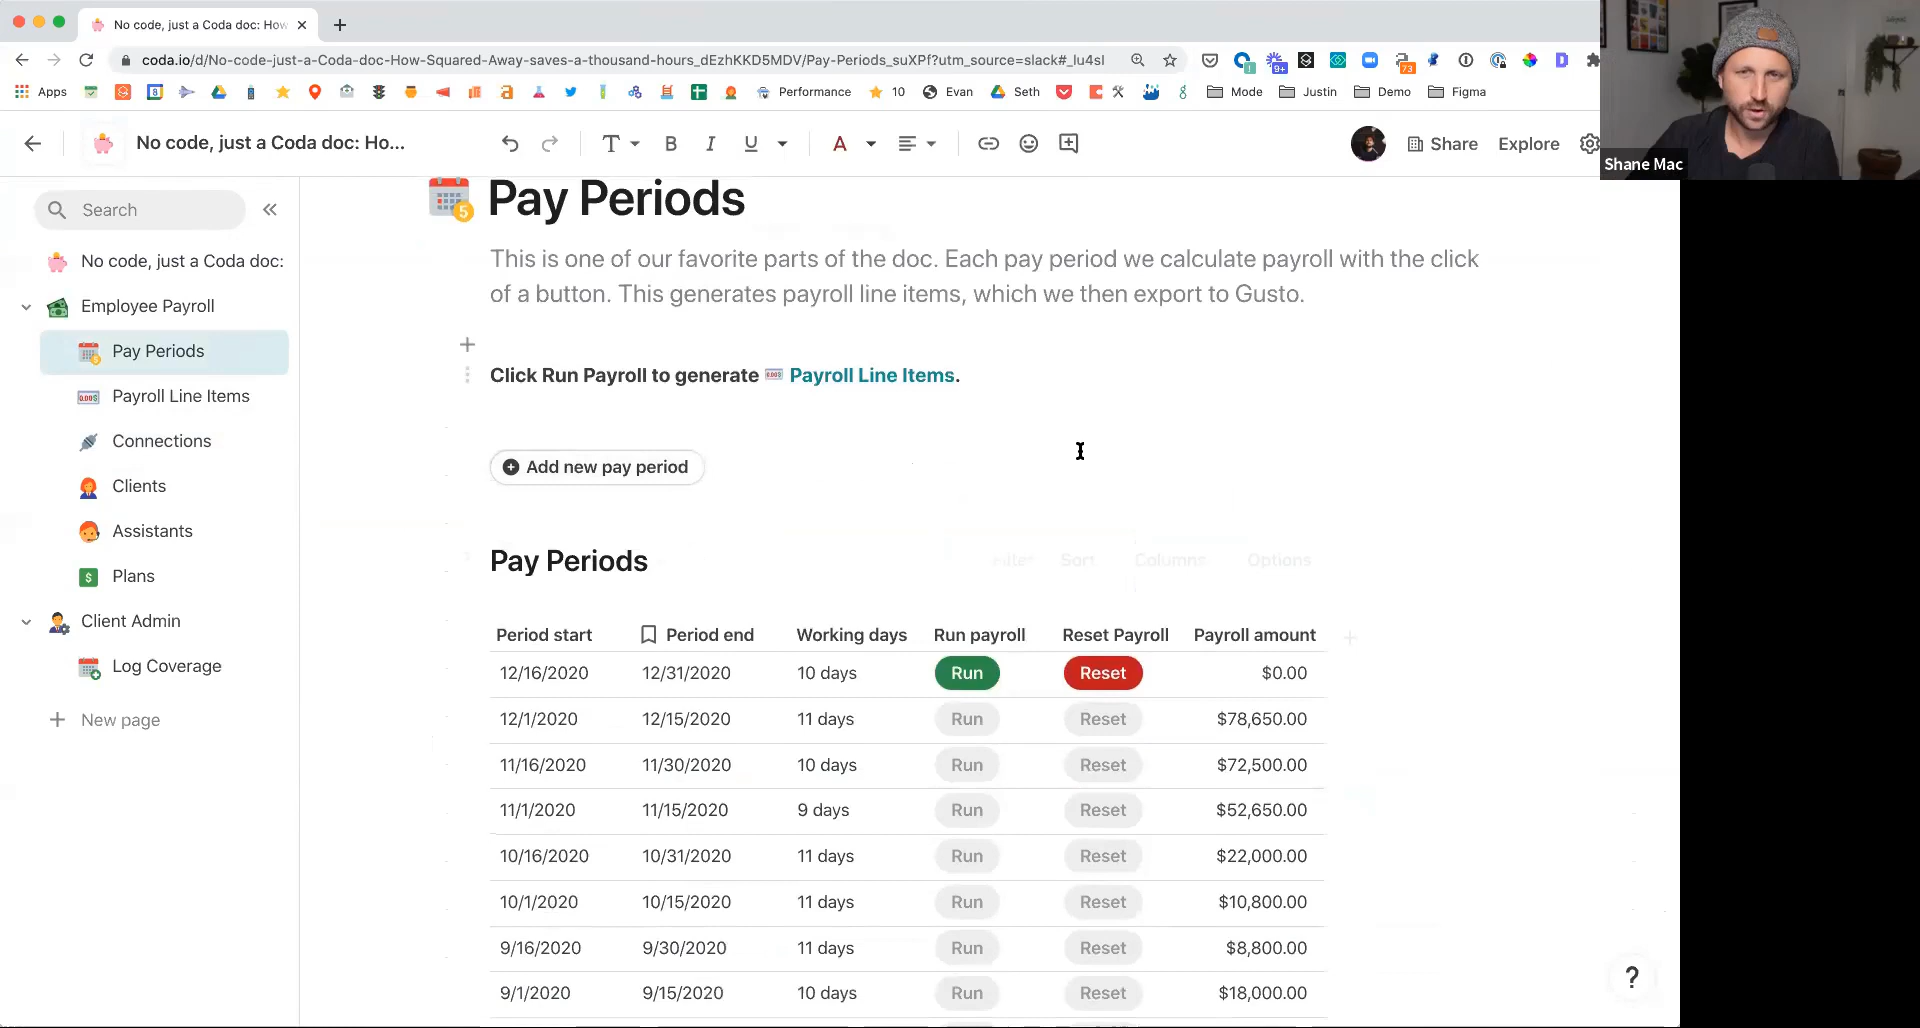 No code, just a Coda doc: How
coda.io/d/No-code-just-a-Coda-doc-How-Squared-Away-saves-a-thousand-hours_dEzhKKD5MDV/Pay-Periods_suXPf?utm_source=slack#_lu4sI
Apps Performance 10 Evan Seth Mode Justin Demo Figma
No code, just a Coda doc: Ho...
Share Explore
Shane Mac
Search
No code, just a Coda doc:
Employee Payroll
Pay Periods
Payroll Line Items
Connections
Clients
Assistants
Plans
Client Admin
Log Coverage
New page
Pay Periods
This is one of our favorite parts of the doc. Each pay period we calculate payroll with the click
of a button. This generates payroll line items, which we then export to Gusto.
Click Run Payroll to generate Payroll Line Items.
Add new pay period
Pay Periods
Filter Sort Columns Options
Period start Period end Working days Run payroll Reset Payroll Payroll amount
12/16/2020 12/31/2020 10 days Run Reset $0.00
12/1/2020 12/15/2020 11 days Run Reset $78,650.00
11/16/2020 11/30/2020 10 days Run Reset $72,500.00
11/1/2020 11/15/2020 9 days Run Reset $52,650.00
10/16/2020 10/31/2020 11 days Run Reset $22,000.00
10/1/2020 10/15/2020 11 days Run Reset $10,800.00
9/16/2020 9/30/2020 11 days Run Reset $8,800.00
9/1/2020 9/15/2020 10 days Run Reset $18,000.00
?